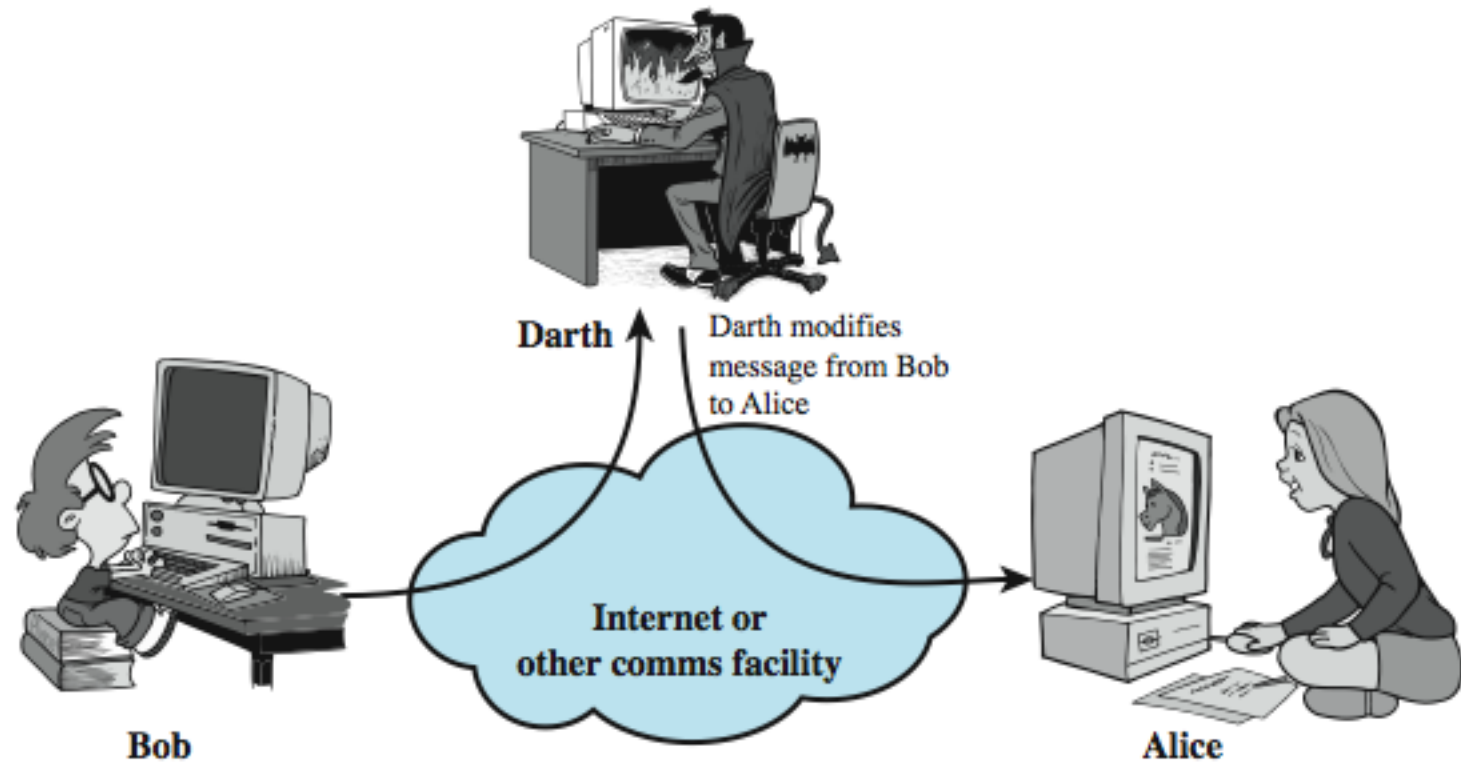 Darth
Darth modifies
message from Bob
to Alice
Internet or
other comms facility
Bob
Alice